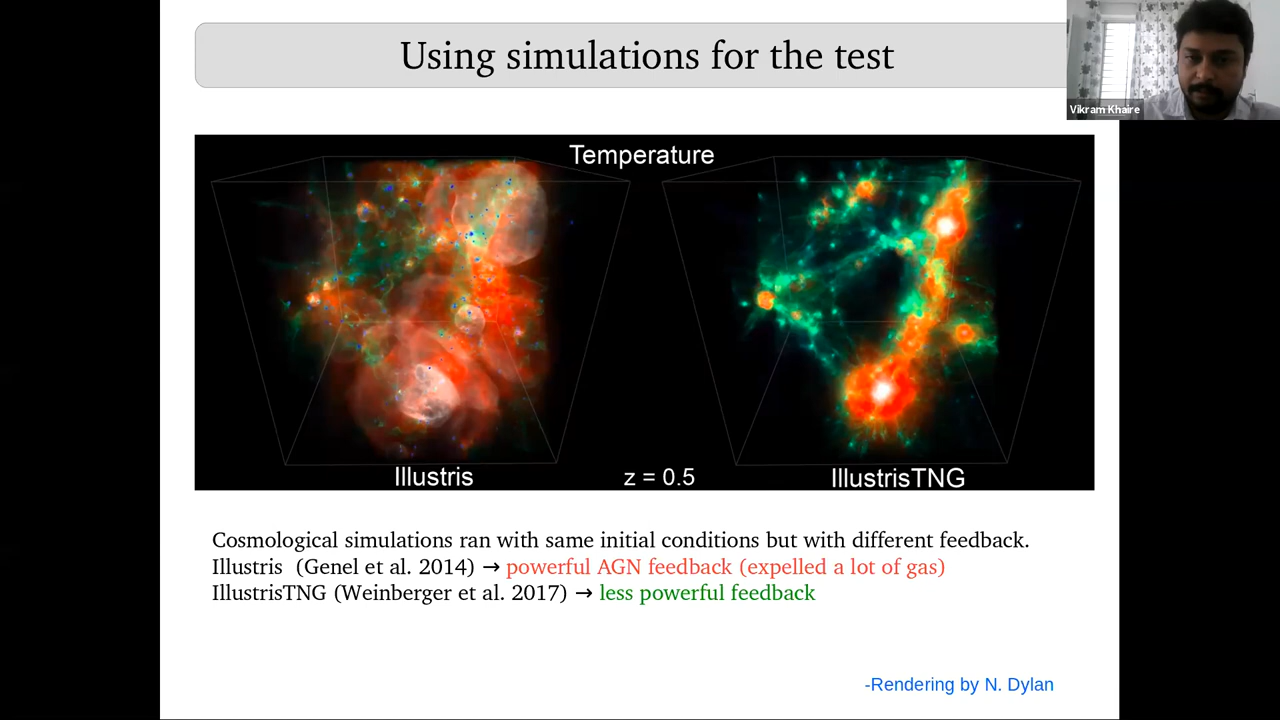 Using simulations for the test
Vikram Khaire
Temperature
Illustris
z = 0.5
IllustrisTNG
Cosmological simulations ran with same initial conditions but with different feedback.
Illustris (Genel et al. 2014) → powerful AGN feedback (expelled a lot of gas)
IllustrisTNG (Weinberger et al. 2017) → less powerful feedback
-Rendering by N. Dylan